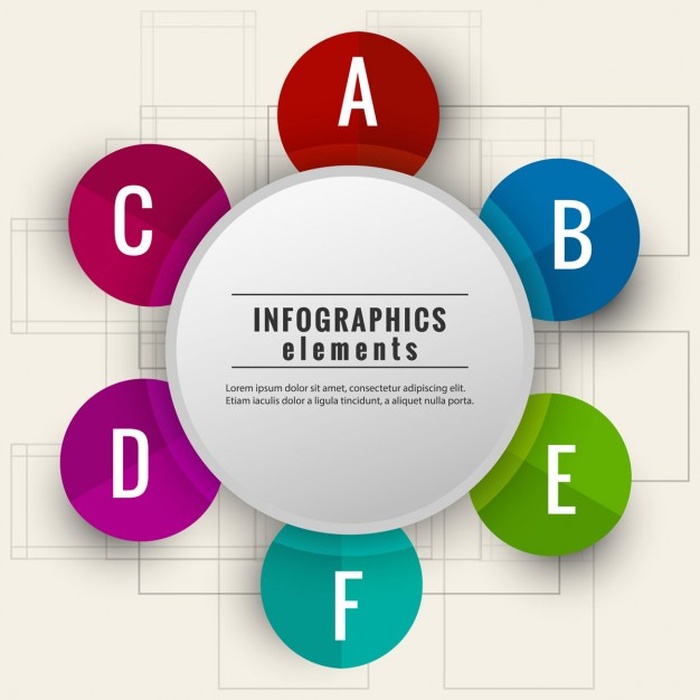 A
C
B
INFOGRAPHICS
elements
Lorem ipsum dolor sit amet, consectetur adipiscing elit.
Etiam iaculis dolor a ligula tincidunt, a aliquet nulla porta.
D
E
F